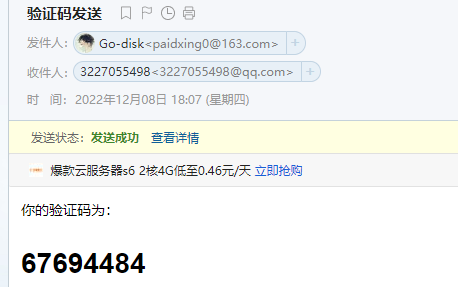 验证码发送
发件人：Go-disk<paidxing0@163.com>
收件人：3227055498<3227055498@qq.com>
时 间：2022年12月08日 18:07 (星期四)
发送状态：发送成功 查看详情
爆款云服务器s6 2核4G低至0.46元/天 立即抢购
你的验证码为：
67694484